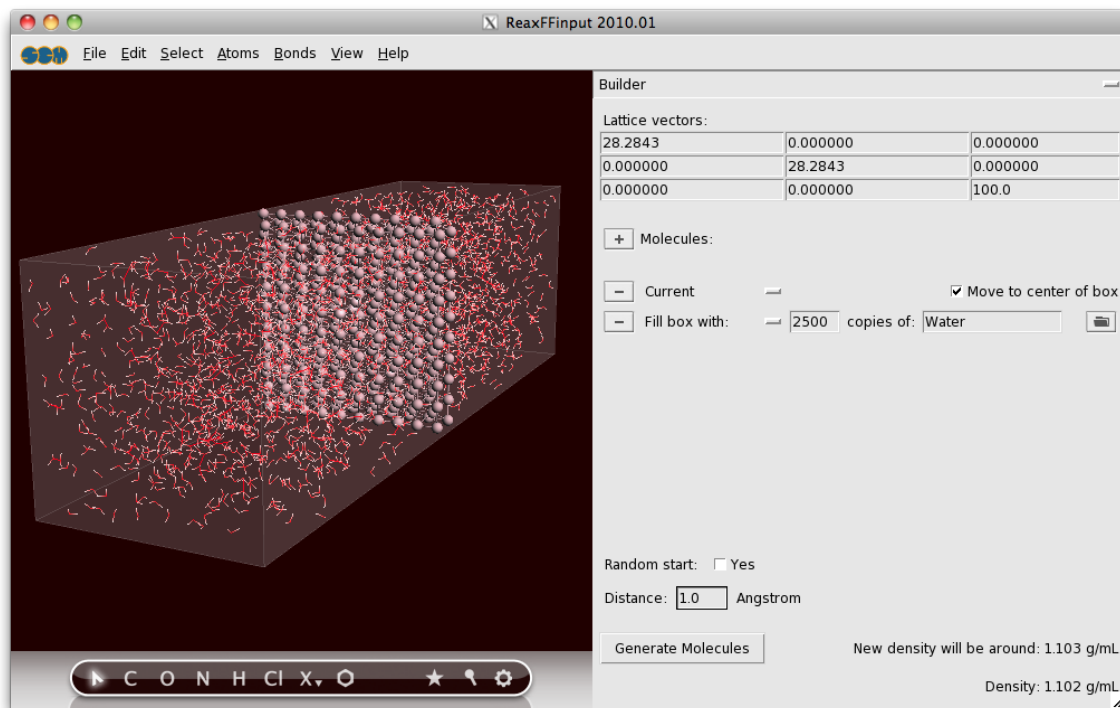 X ReaxFFinput 2010.01
SCM File Edit Select Atoms Bonds View Help
Builder
Lattice vectors:
28.2843 0.000000 0.000000
0.000000 28.2843 0.000000
0.000000 0.000000 100.0
+ Molecules:
− Current Move to center of box
− Fill box with: 2500 copies of: Water
Random start: Yes
Distance: 1.0 Angstrom
Generate Molecules New density will be around: 1.103 g/mL
Density: 1.102 g/mL
C O N H Cl X